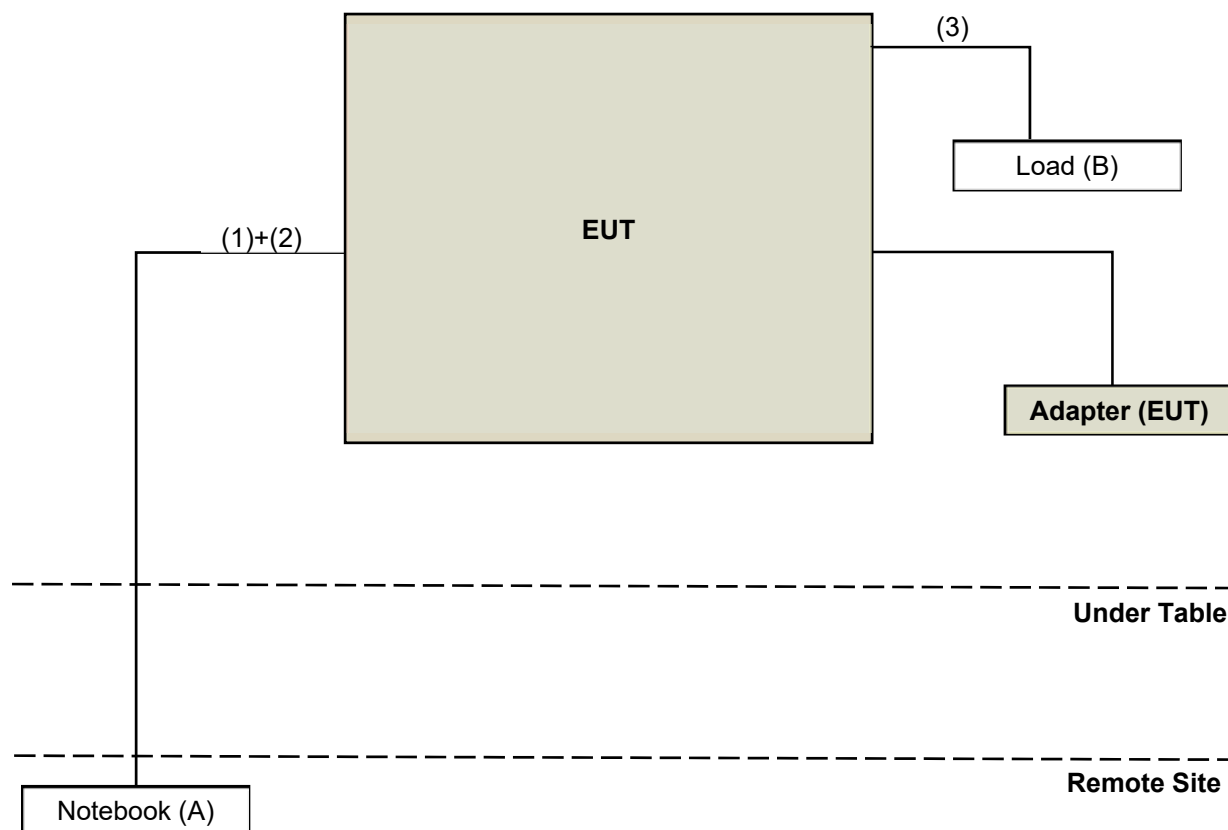 (3)
Load (B)
(1)+(2)
EUT
Adapter (EUT)
Under Table
Remote Site
Notebook (A)